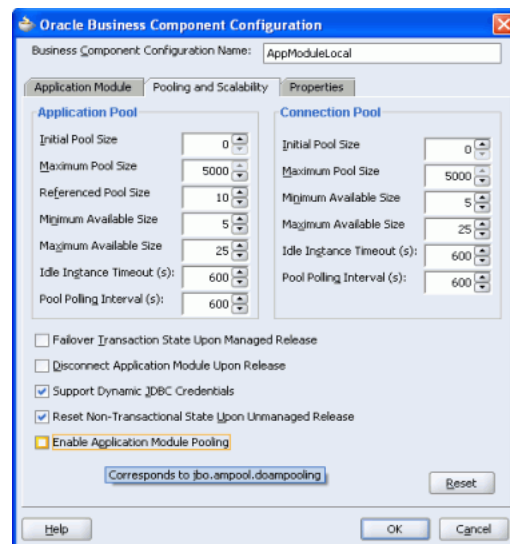 Oracle Business Component Configuration
Business Component Configuration Name: AppModuleLocal
Application Module Pooling and Scalability Properties
Application Pool
Initial Pool Size 0
Maximum Pool Size 5000
Referenced Pool Size 10
Minimum Available Size 5
Maximum Available Size 25
Idle Instance Timeout (s): 600
Pool Polling Interval (s): 600
Connection Pool
Initial Pool Size 0
Maximum Pool Size 5000
Minimum Available Size 5
Maximum Available Size 25
Idle Instance Timeout (s): 600
Pool Polling Interval (s): 600
Failover Transaction State Upon Managed Release
Disconnect Application Module Upon Release
Support Dynamic JDBC Credentials
Reset Non-Transactional State Upon Unmanaged Release
Enable Application Module Pooling
Corresponds to jbo.ampool.doampooling
Reset
Help OK Cancel